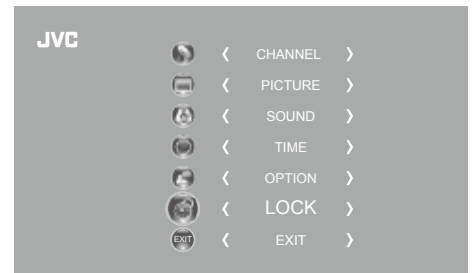 JVC
CHANNEL
PICTURE
SOUND
TIME
OPTION
LOCK
EXIT EXIT